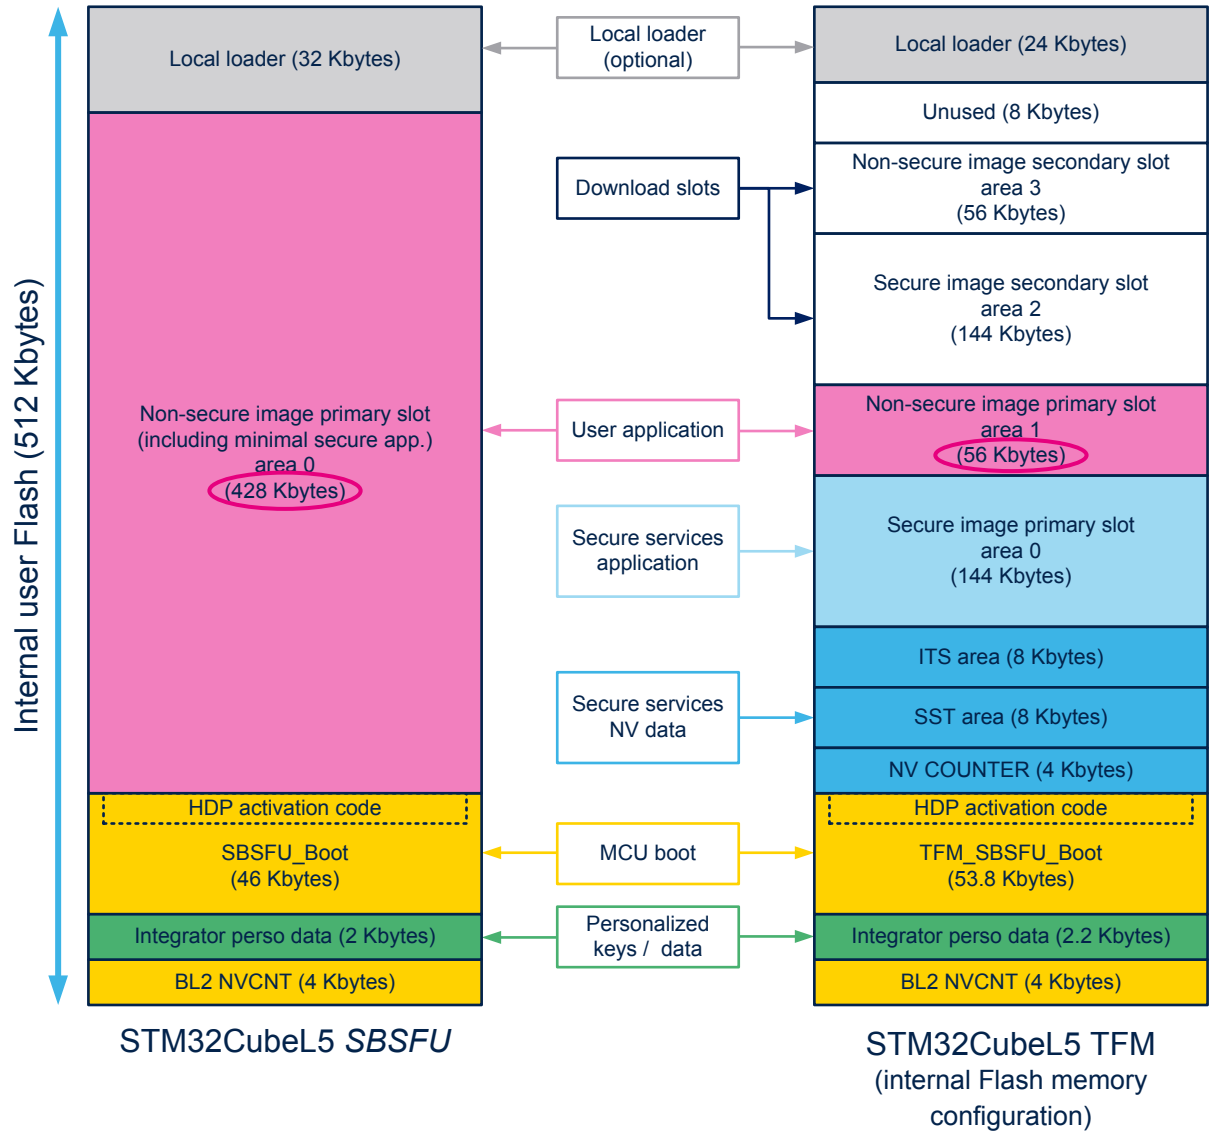 Internal user Flash (512 Kbytes)
Local loader (32 Kbytes)
Non-secure image primary slot
(including minimal secure app.)
area 0
(428 Kbytes)
HDP activation code
SBSFU_Boot
(46 Kbytes)
Integrator perso data (2 Kbytes)
BL2 NVCNT (4 Kbytes)
STM32CubeL5 SBSFU
Local loader
(optional)
Download slots
User application
Secure services
application
Secure services
NV data
MCU boot
Personalized
keys / data
Local loader (24 Kbytes)
Unused (8 Kbytes)
Non-secure image secondary slot
area 3
(56 Kbytes)
Secure image secondary slot
area 2
(144 Kbytes)
Non-secure image primary slot
area 1
(56 Kbytes)
Secure image primary slot
area 0
(144 Kbytes)
ITS area (8 Kbytes)
SST area (8 Kbytes)
NV COUNTER (4 Kbytes)
HDP activation code
TFM_SBSFU_Boot
(53.8 Kbytes)
Integrator perso data (2.2 Kbytes)
BL2 NVCNT (4 Kbytes)
STM32CubeL5 TFM
(internal Flash memory
configuration)